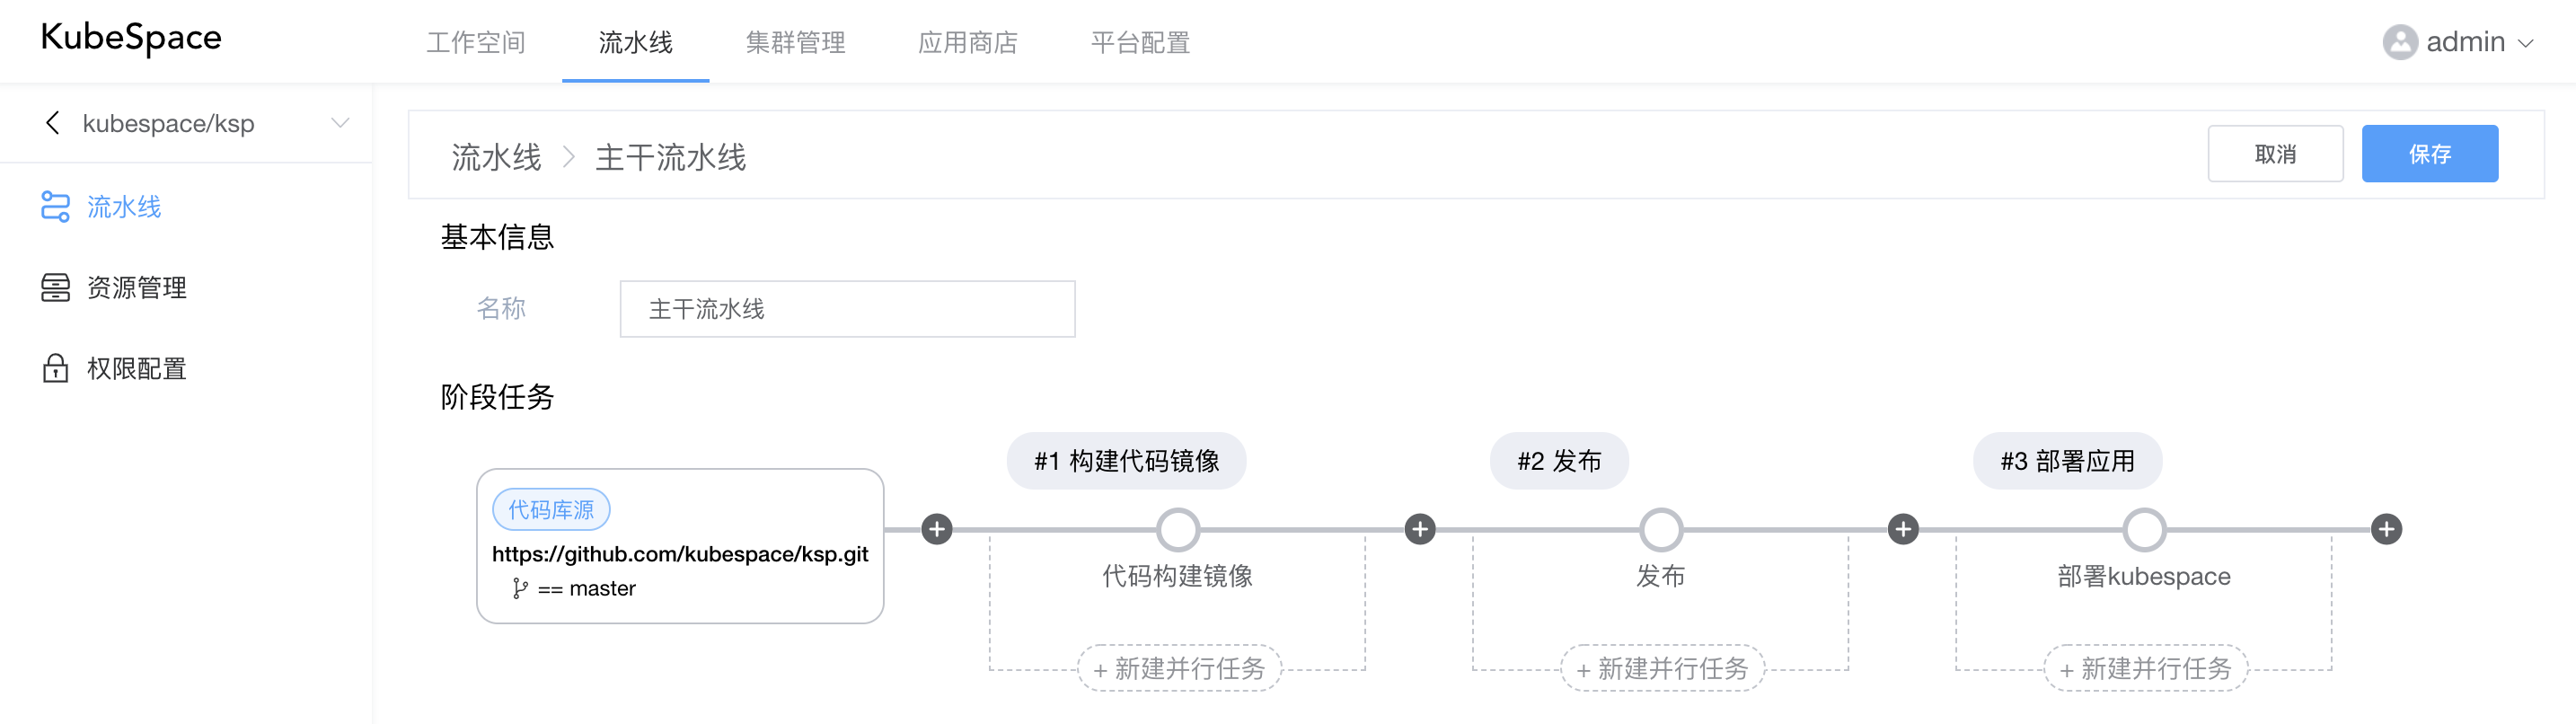 KubeSpace
工作空间 流水线 集群管理 应用商店 平台配置
admin
kubespace/ksp
流水线
资源管理
权限配置
流水线 > 主干流水线
取消 保存
基本信息
名称 主干流水线
阶段任务
代码库源
https://github.com/kubespace/ksp.git
== master
#1 构建代码镜像
代码构建镜像
+ 新建并行任务
#2 发布
发布
+ 新建并行任务
#3 部署应用
部署kubespace
+ 新建并行任务